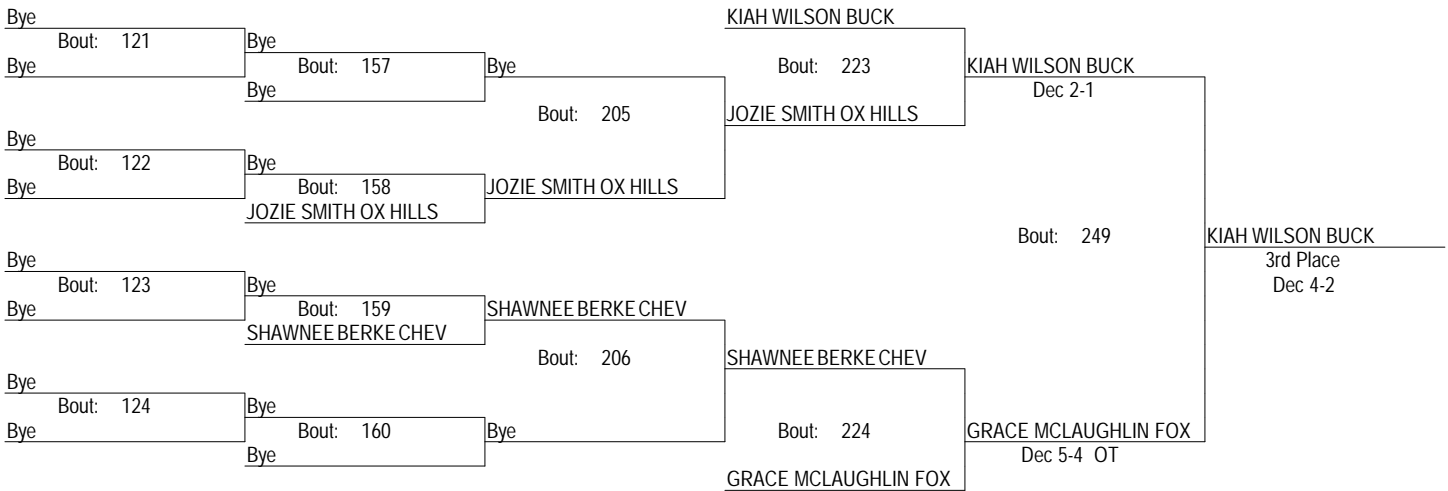 Bye
KIAH WILSON BUCK
Bout: 121
Bye
Bye
Bout: 157
Bye
Bout: 223
KIAH WILSON BUCK
Bye
Dec 2-1
Bout: 205
JOZIE SMITH OX HILLS
Bye
Bout: 122
Bye
Bye
Bout: 158
JOZIE SMITH OX HILLS
JOZIE SMITH OX HILLS
Bout: 249
KIAH WILSON BUCK
Bye
3rd Place
Bout: 123
Bye
Dec 4-2
Bye
Bout: 159
SHAWNEE BERKE CHEV
SHAWNEE BERKE CHEV
Bout: 206
SHAWNEE BERKE CHEV
Bye
Bout: 124
Bye
Bye
Bout: 160
Bye
Bout: 224
GRACE MCLAUGHLIN FOX
Bye
Dec 5-4 OT
GRACE MCLAUGHLIN FOX